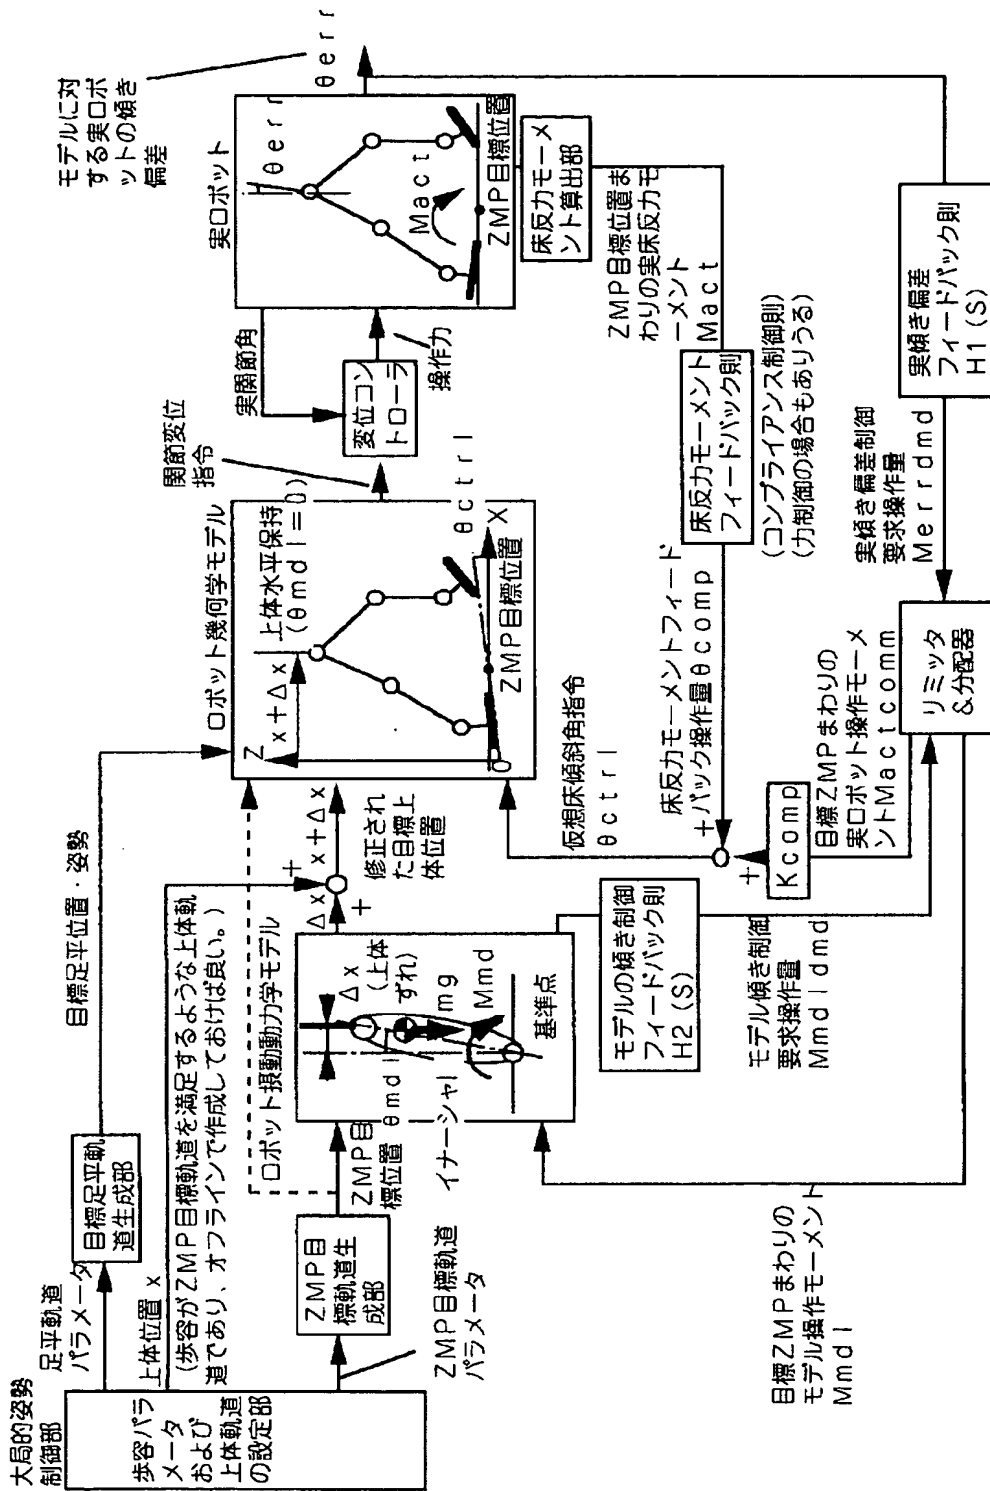 大局的姿勢
制御部
歩容パラ
メータ
および
上体軌道
の設定部
足平軌道
パラメータ
目標足平軌
道生成部
目標足平位置・姿勢
上体位置 x
(歩容がZMP目標軌道を満足するような上体軌
道であり、オフラインで作成しておけば良い。)
ZMP目標軌道
パラメータ
ZMP目
標軌道生
成部
ZMP目
標位置
ロボット摂動動力学モデル
Δx
(上体
ずれ)
θmdl
mg
Mmd
イナーシャ
基準点
Δx
+
+
x+Δx
修正され
た目標上
体位置
ロボット幾何学モデル
Z
x+Δx
上体水平保持
(θmdl=0)
θctrl
X
ZMP目標位置
関節変位
指令
変位コン
トローラ
実関節角
操作力
実ロボット
θerr
Mact
ZMP目標位置
モデルに対
する実ロボ
ットの傾き
偏差
θerr
床反力モーメ
ント算出部
ZMP目標位置ま
わりの実床反力モ
ーメント
Mact
床反力モーメント
フィードバック則
(コンプライアンス制御則)
(力制御の場合もありうる)
床反力モーメントフィード
バック操作量θcomp
+
+
仮想床傾斜角指令
θctrl
Kcomp
目標ZMPまわりの
実ロボット操作モーメ
ントMactcomm
実傾き偏差
フィードバック則
H1(S)
実傾き偏差制御
要求操作量
Merrdmd
リミッタ
&分配器
モデルの傾き制御
フィードバック則
H2(S)
モデル傾き制御
要求操作量
Mmdldmd
目標ZMPまわりの
モデル操作モーメント
Mmdl